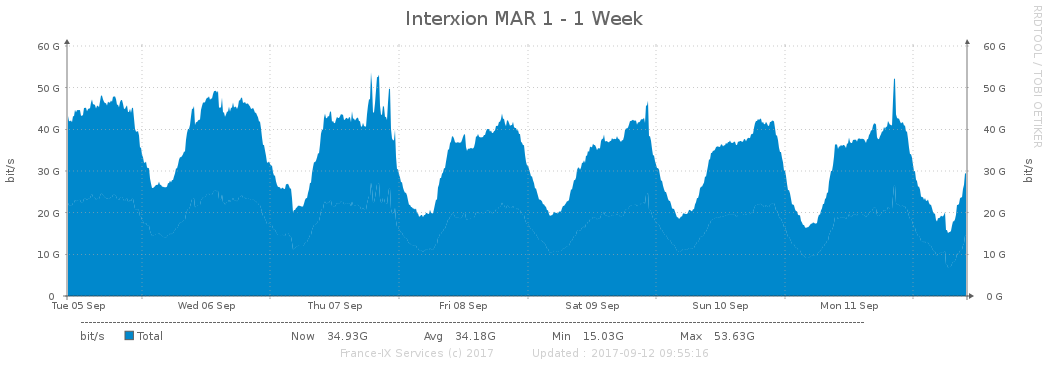 Interxion MAR 1 - 1 Week
RRDTOOL / TOBI OETIKER
60 G 60 G
50 G 50 G
40 G 40 G
30 G 30 G
20 G 20 G
10 G 10 G
0 0 G
bit/s
bit/s
Tue 05 Sep Wed 06 Sep Thu 07 Sep Fri 08 Sep Sat 09 Sep Sun 10 Sep Mon 11 Sep
bit/s Total Now 34.93G Avg 34.18G Min 15.03G Max 53.63G
France-IX Services (c) 2017 Updated : 2017-09-12 09:55:16